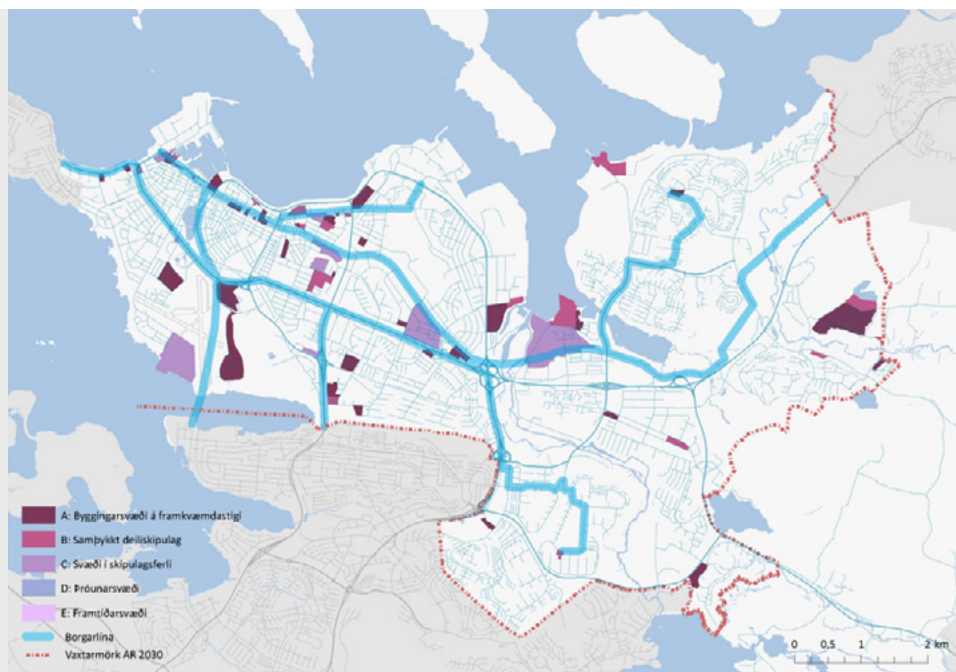 A: Byggingarsvæði á framkvæmdastigi
B: Samþykkt deiliskipulag
C: Svæði í skipulagsferli
D: Þróunarsvæði
E: Framtíðarsvæði
Borgarlína
Vaxtarmörk AR 2030
0 0,5 1 2 km